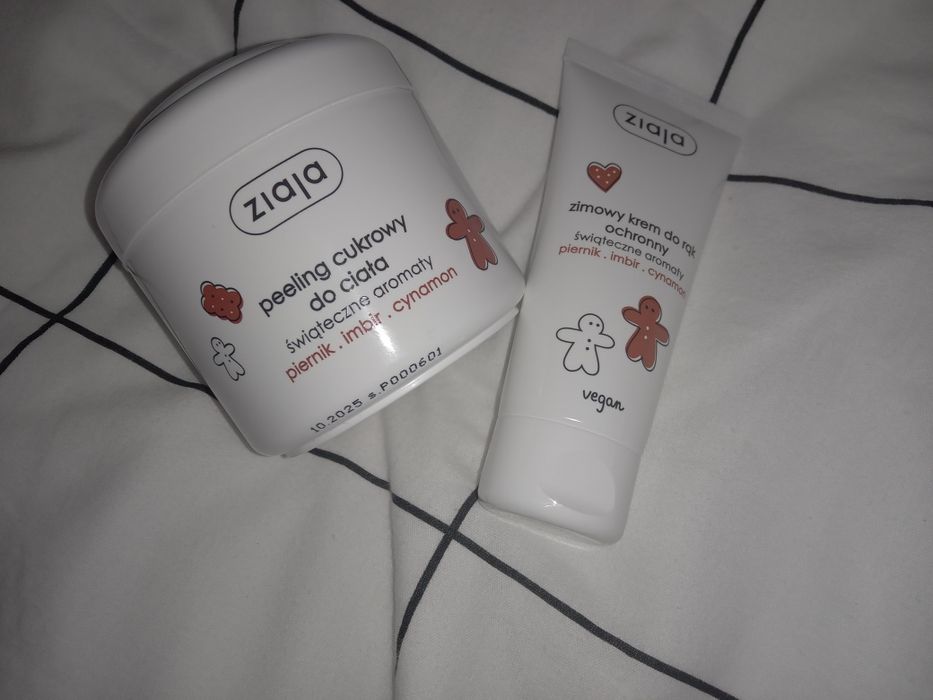 ziaja
peeling cukrowy
do ciała
świąteczne aromaty
piernik . imbir . cynamon
10.2025 s.P000601
ziaja
zimowy krem do rąk
ochronny
świąteczne aromaty
piernik . imbir . cynamon
vegan